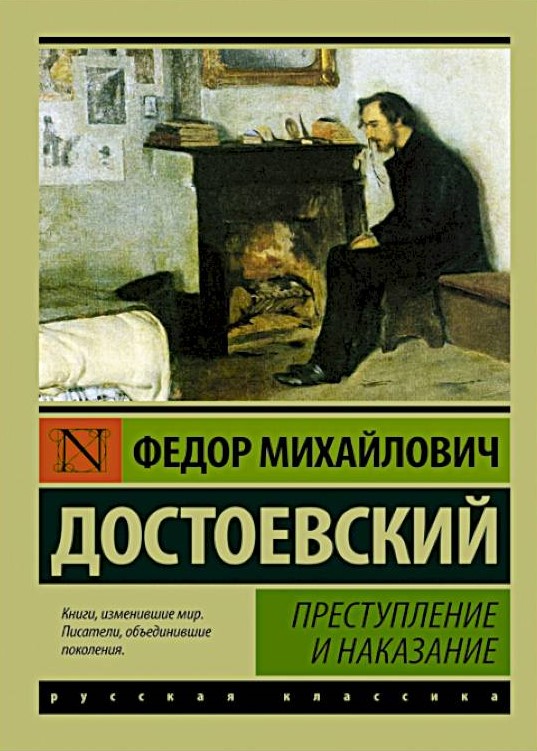 N
ФЕДОР МИХАЙЛОВИЧ
ДОСТОЕВСКИЙ
Книги, изменившие мир.
Писатели, объединившие
поколения.
ПРЕСТУПЛЕНИЕ
И НАКАЗАНИЕ
русская классика